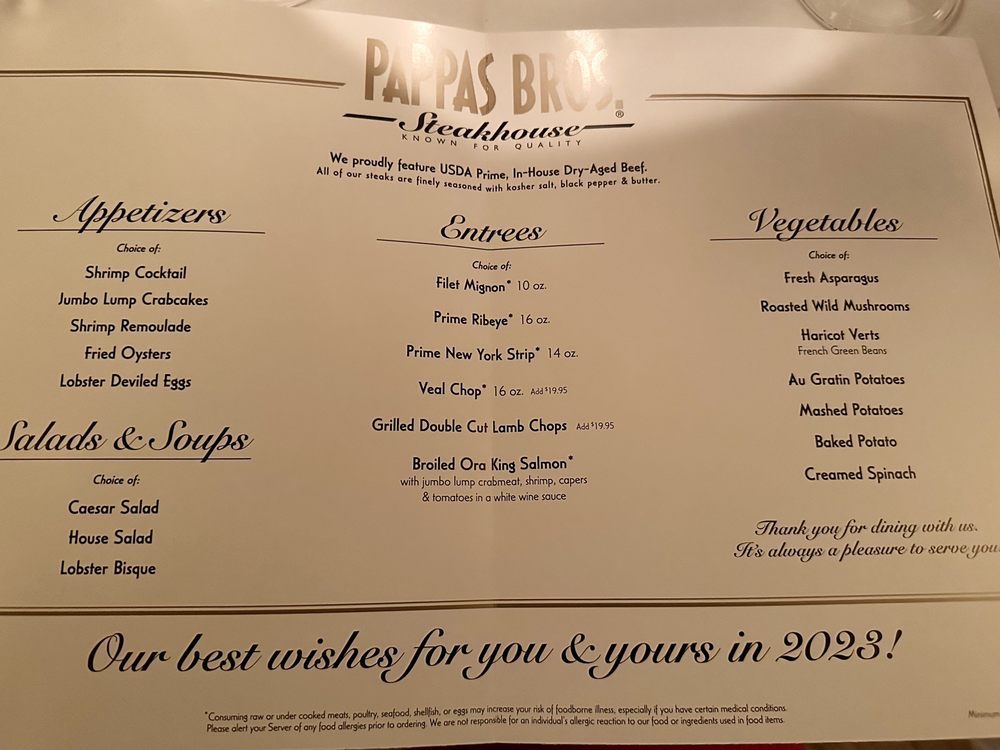 PAPPAS BROS.®
Steakhouse
KNOWN FOR QUALITY
We proudly feature USDA Prime, In-House Dry-Aged Beef.
All of our steaks are finely seasoned with kosher salt, black pepper & butter.
Appetizers
Choice of:
Shrimp Cocktail
Jumbo Lump Crabcakes
Shrimp Remoulade
Fried Oysters
Lobster Deviled Eggs
Salads & Soups
Choice of:
Caesar Salad
House Salad
Lobster Bisque
Entrees
Choice of:
Filet Mignon* 10 oz.
Prime Ribeye* 16 oz.
Prime New York Strip* 14 oz.
Veal Chop* 16 oz. Add $19.95
Grilled Double Cut Lamb Chops Add $19.95
Broiled Ora King Salmon*
with jumbo lump crabmeat, shrimp, capers
& tomatoes in a white wine sauce
Vegetables
Choice of:
Fresh Asparagus
Roasted Wild Mushrooms
Haricot Verts
French Green Beans
Au Gratin Potatoes
Mashed Potatoes
Baked Potato
Creamed Spinach
Thank you for dining with us.
It's always a pleasure to serve you
Our best wishes for you & yours in 2023!
*Consuming raw or under cooked meats, poultry, seafood, shellfish, or eggs may increase your risk of foodborne illness, especially if you have certain medical conditions.
Please alert your Server of any food allergies prior to ordering. We are not responsible for an individual's allergic reaction to our food or ingredients used in food items.
Minimum